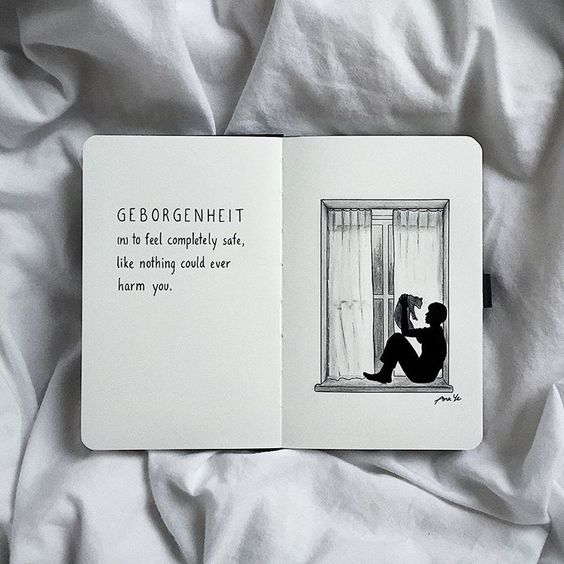 GEBORGENHEIT
(n) to feel completely safe,
like nothing could ever
harm you.